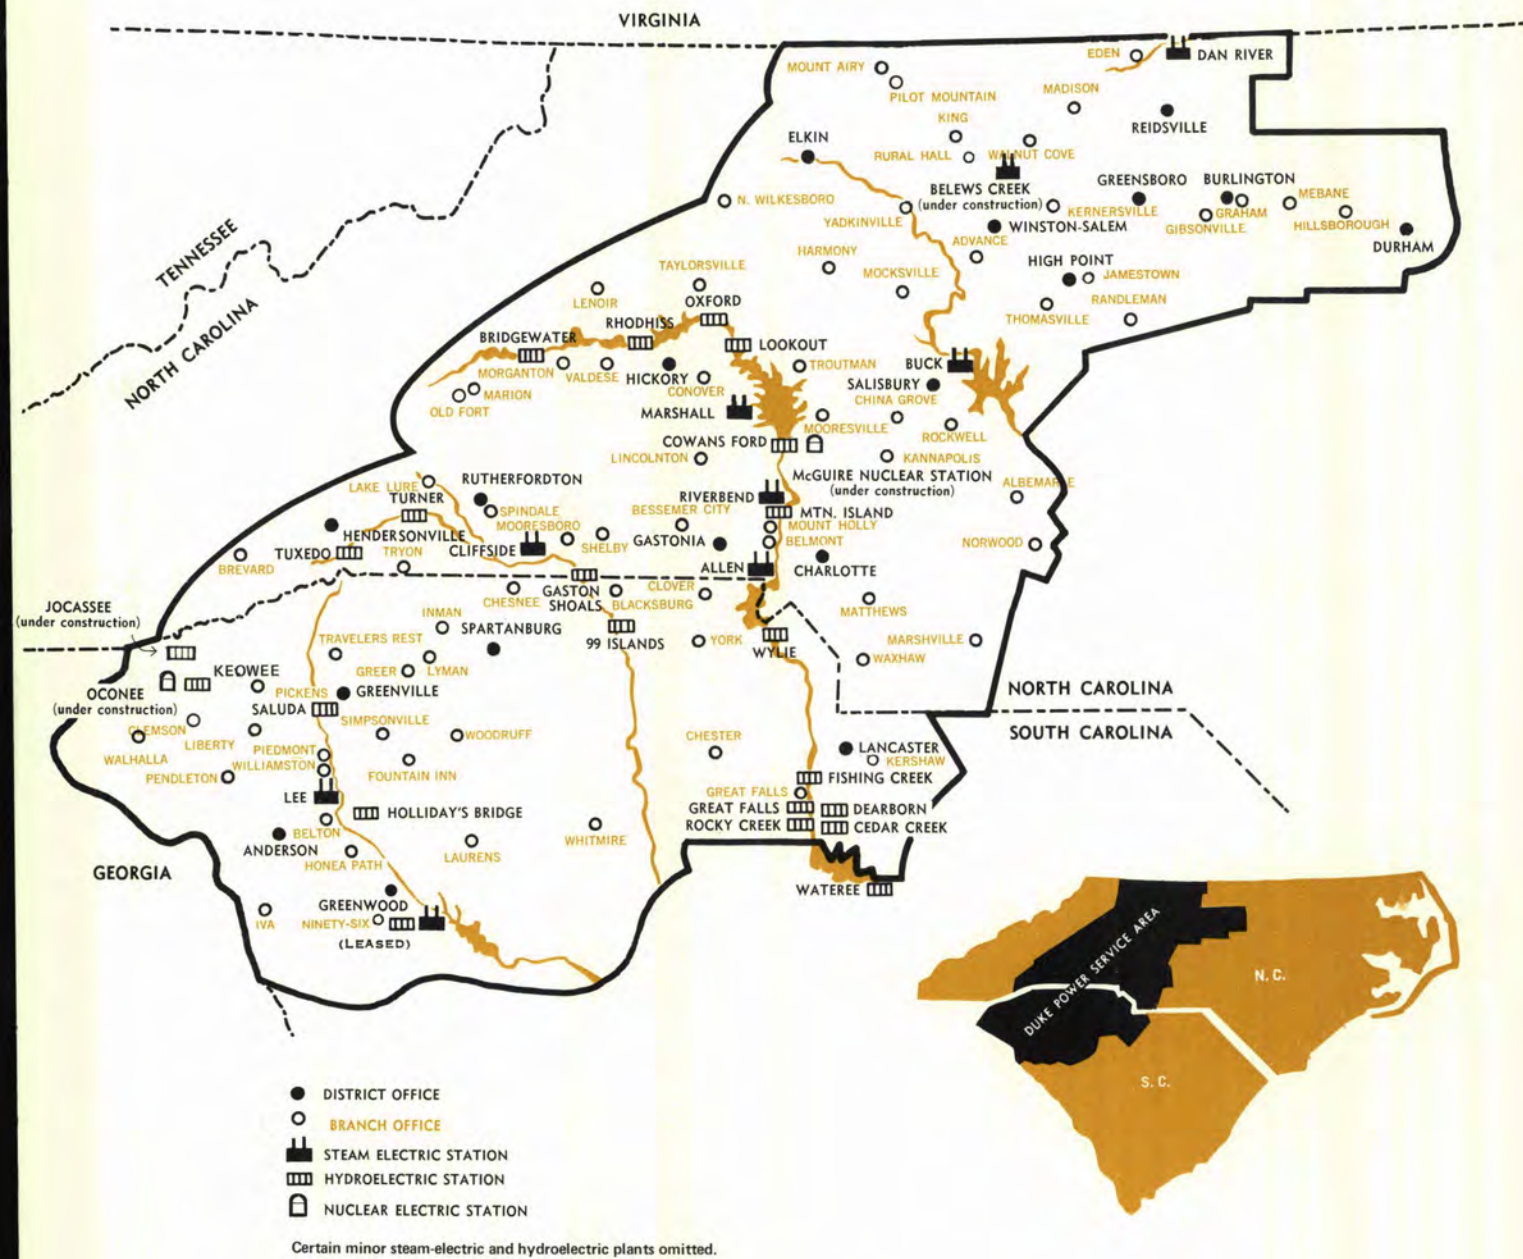 VIRGINIA
EDEN
DAN RIVER
MOUNT AIRY
PILOT MOUNTAIN
MADISON
KING
REIDSVILLE
ELKIN
RURAL HALL
WALNUT COVE
TENNESSEE
NORTH CAROLINA
N. WILKESBORO
BELEWS CREEK
(under construction)
GREENSBORO
BURLINGTON
MEBANE
YADKINVILLE
KERNERSVILLE
GRAHAM
GIBSONVILLE
HILLSBOROUGH
WINSTON-SALEM
ADVANCE
DURHAM
HARMONY
HIGH POINT
JAMESTOWN
TAYLORSVILLE
MOCKSVILLE
RANDLEMAN
LENOIR
OXFORD
THOMASVILLE
RHODHISS
BRIDGEWATER
LOOKOUT
MORGANTON
VALDESE
HICKORY
CONOVER
TROUTMAN
BUCK
SALISBURY
MARION
OLD FORT
CHINA GROVE
MARSHALL
MOORESVILLE
ROCKWELL
COWANS FORD
LINCOLNTON
KANNAPOLIS
McGUIRE NUCLEAR STATION
(under construction)
ALBEMARLE
LAKE LURE
RUTHERFORDTON
TURNER
RIVERBEND
SPINDALE
MOORESBORO
BESSEMER CITY
MTN. ISLAND
MOUNT HOLLY
HENDERSONVILLE
TUXEDO
TRYON
CLIFFSIDE
SHELBY
GASTONIA
BELMONT
NORWOOD
BREVARD
ALLEN
CHARLOTTE
JOCASSEE
(under construction)
CHESNEE
GASTON
SHOALS
BLACKSBURG
CLOVER
MATTHEWS
INMAN
SPARTANBURG
TRAVELERS REST
99 ISLANDS
YORK
WYLIE
MARSHVILLE
WAXHAW
KEOWEE
GREER
LYMAN
OCONEE
(under construction)
PICKENS
GREENVILLE
NORTH CAROLINA
SOUTH CAROLINA
SALUDA
SIMPSONVILLE
CLEMSON
LIBERTY
WOODRUFF
CHESTER
LANCASTER
KERSHAW
WALHALLA
PIEDMONT
WILLIAMSTON
PENDLETON
FOUNTAIN INN
FISHING CREEK
LEE
GREAT FALLS
HOLLIDAY'S BRIDGE
GREAT FALLS
DEARBORN
ROCKY CREEK
CEDAR CREEK
BELTON
ANDERSON
HONEA PATH
LAURENS
WHITMIRE
GEORGIA
WATEREE
GREENWOOD
IVA
NINETY-SIX
(LEASED)
DUKE POWER SERVICE AREA
N. C.
S. C.
DISTRICT OFFICE
BRANCH OFFICE
STEAM ELECTRIC STATION
HYDROELECTRIC STATION
NUCLEAR ELECTRIC STATION
Certain minor steam-electric and hydroelectric plants omitted.